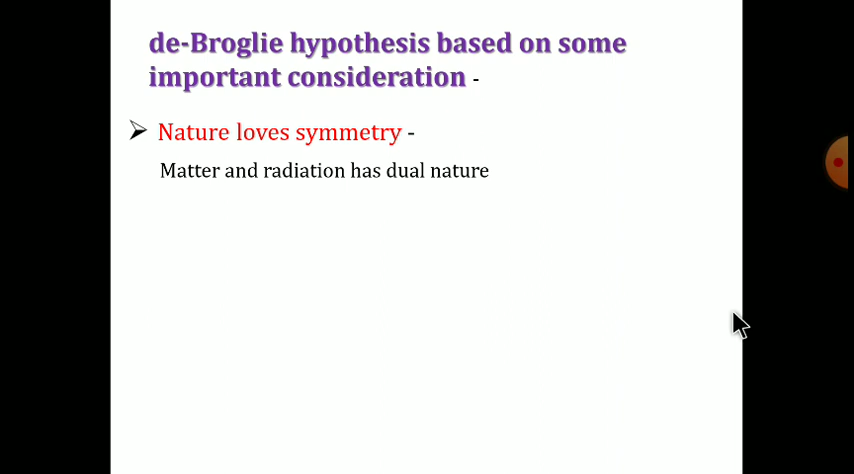 de-Broglie hypothesis based on some
important consideration -
Nature loves symmetry -
Matter and radiation has dual nature